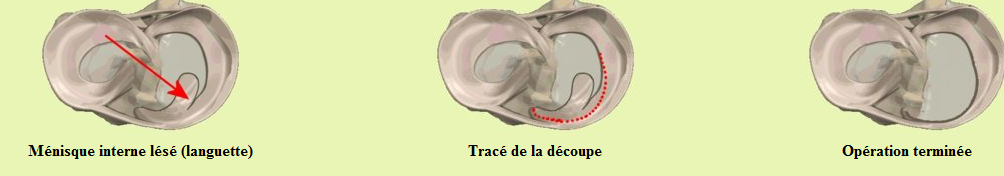 Ménisque interne lésé (languette)
Tracé de la découpe
Opération terminée